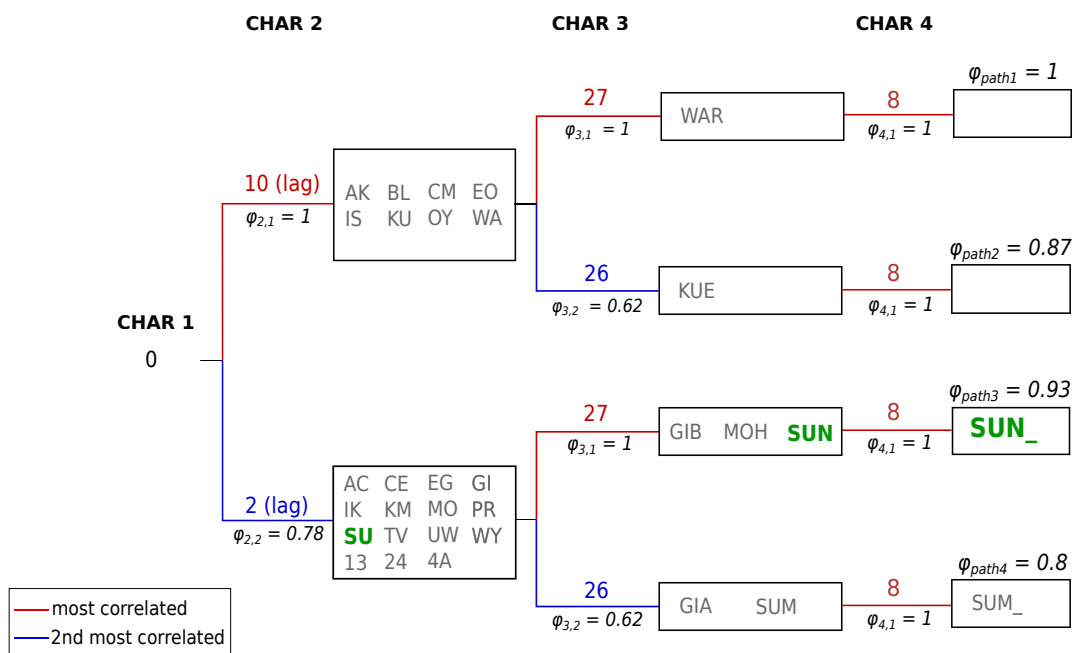 CHAR 2 CHAR 3 CHAR 4
φpath1 = 1
27 8
WAR
φ3,1 = 1 φ4,1 = 1
10 (lag)
φ2,1 = 1
AK BL CM EO
IS KU OY WA
φpath2 = 0.87
26 8
KUE
φ3,2 = 0.62 φ4,1 = 1
CHAR 1
0
φpath3 = 0.93
27 8
GIB MOH SUN
SUN_
φ3,1 = 1 φ4,1 = 1
2 (lag)
φ2,2 = 0.78
AC CE EG GI
IK KM MO PR
SU TV UW WY
13 24 4A
φpath4 = 0.8
26 8
GIA SUM
SUM_
φ3,2 = 0.62 φ4,1 = 1
most correlated
2nd most correlated